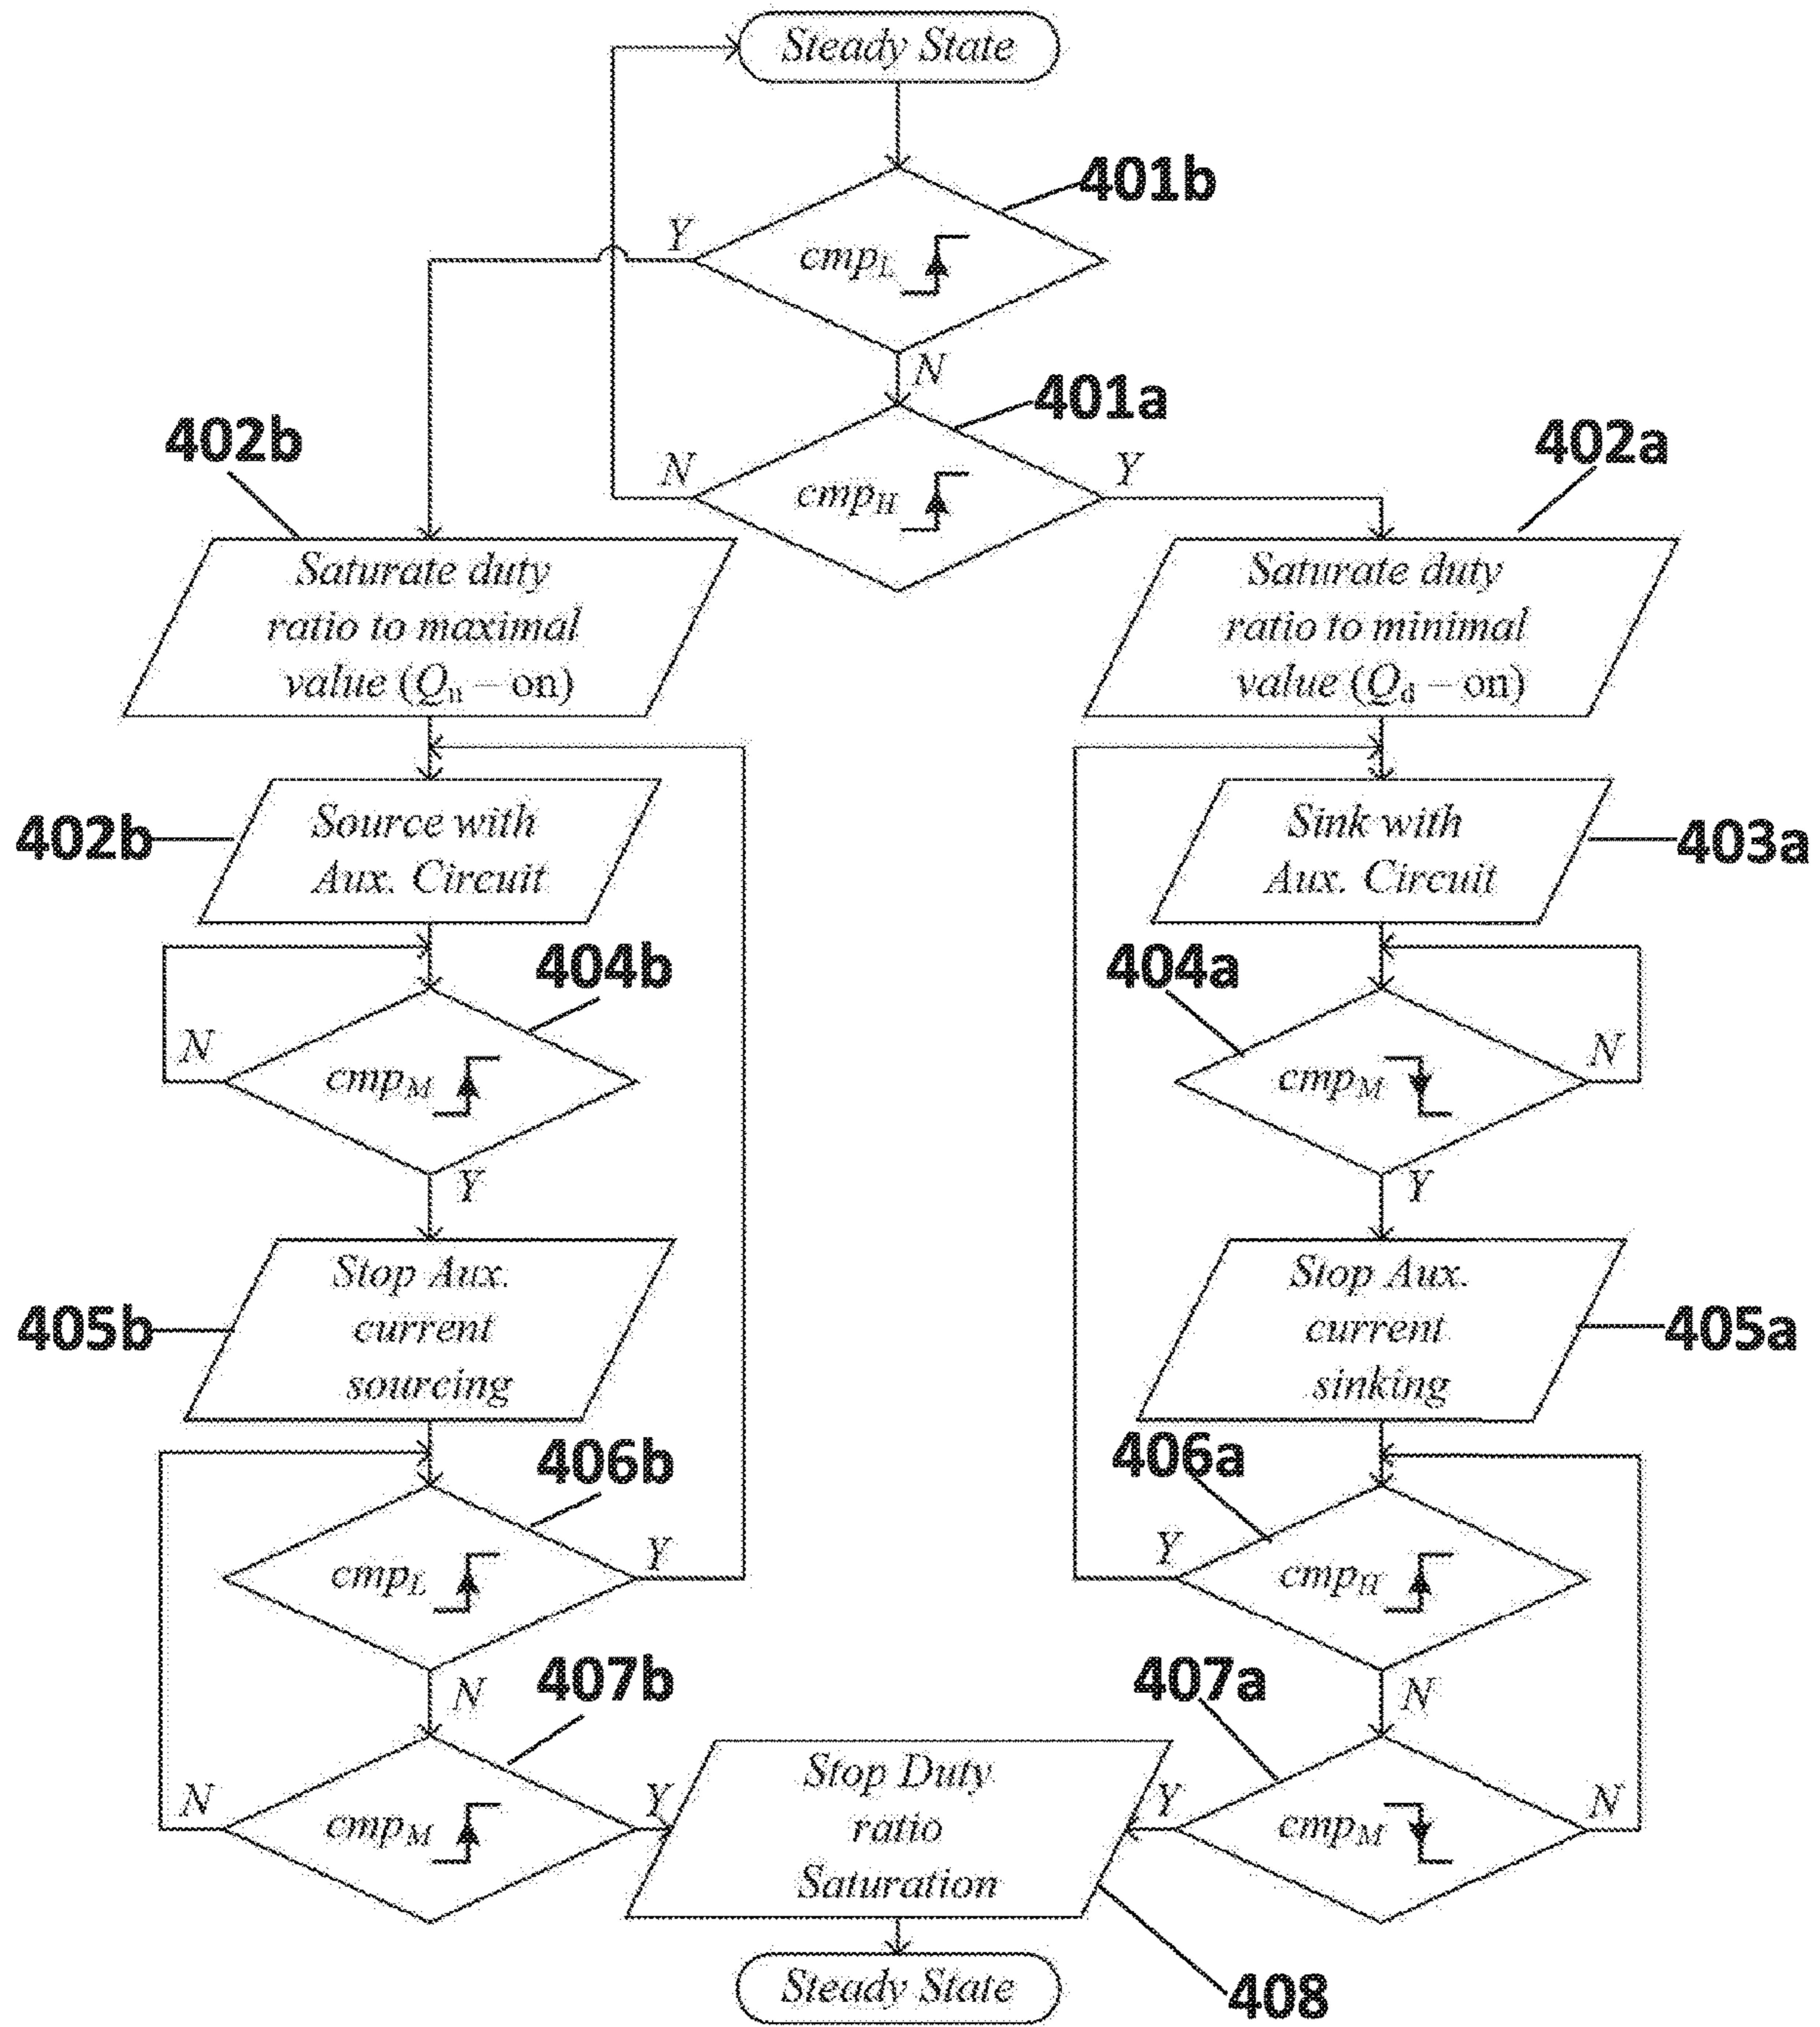 Steady State
401b
Y
cmpL
N
401a
402b
402a
N
cmpH
Y
Saturate duty
ratio to maximal
value (Qu – on)
Saturate duty
ratio to minimal
value (Qd – on)
402b
Source with
Aux. Circuit
Sink with
Aux. Circuit
403a
404b
404a
N
cmpM
cmpM
N
Y
Y
405b
Stop Aux.
current
sourcing
Stop Aux.
current
sinking
405a
406b
406a
cmpL
Y
Y
cmpH
N
407b
407a
N
N
cmpM
Y
Stop Duty
ratio
Saturation
Y
cmpM
N
Steady State
408